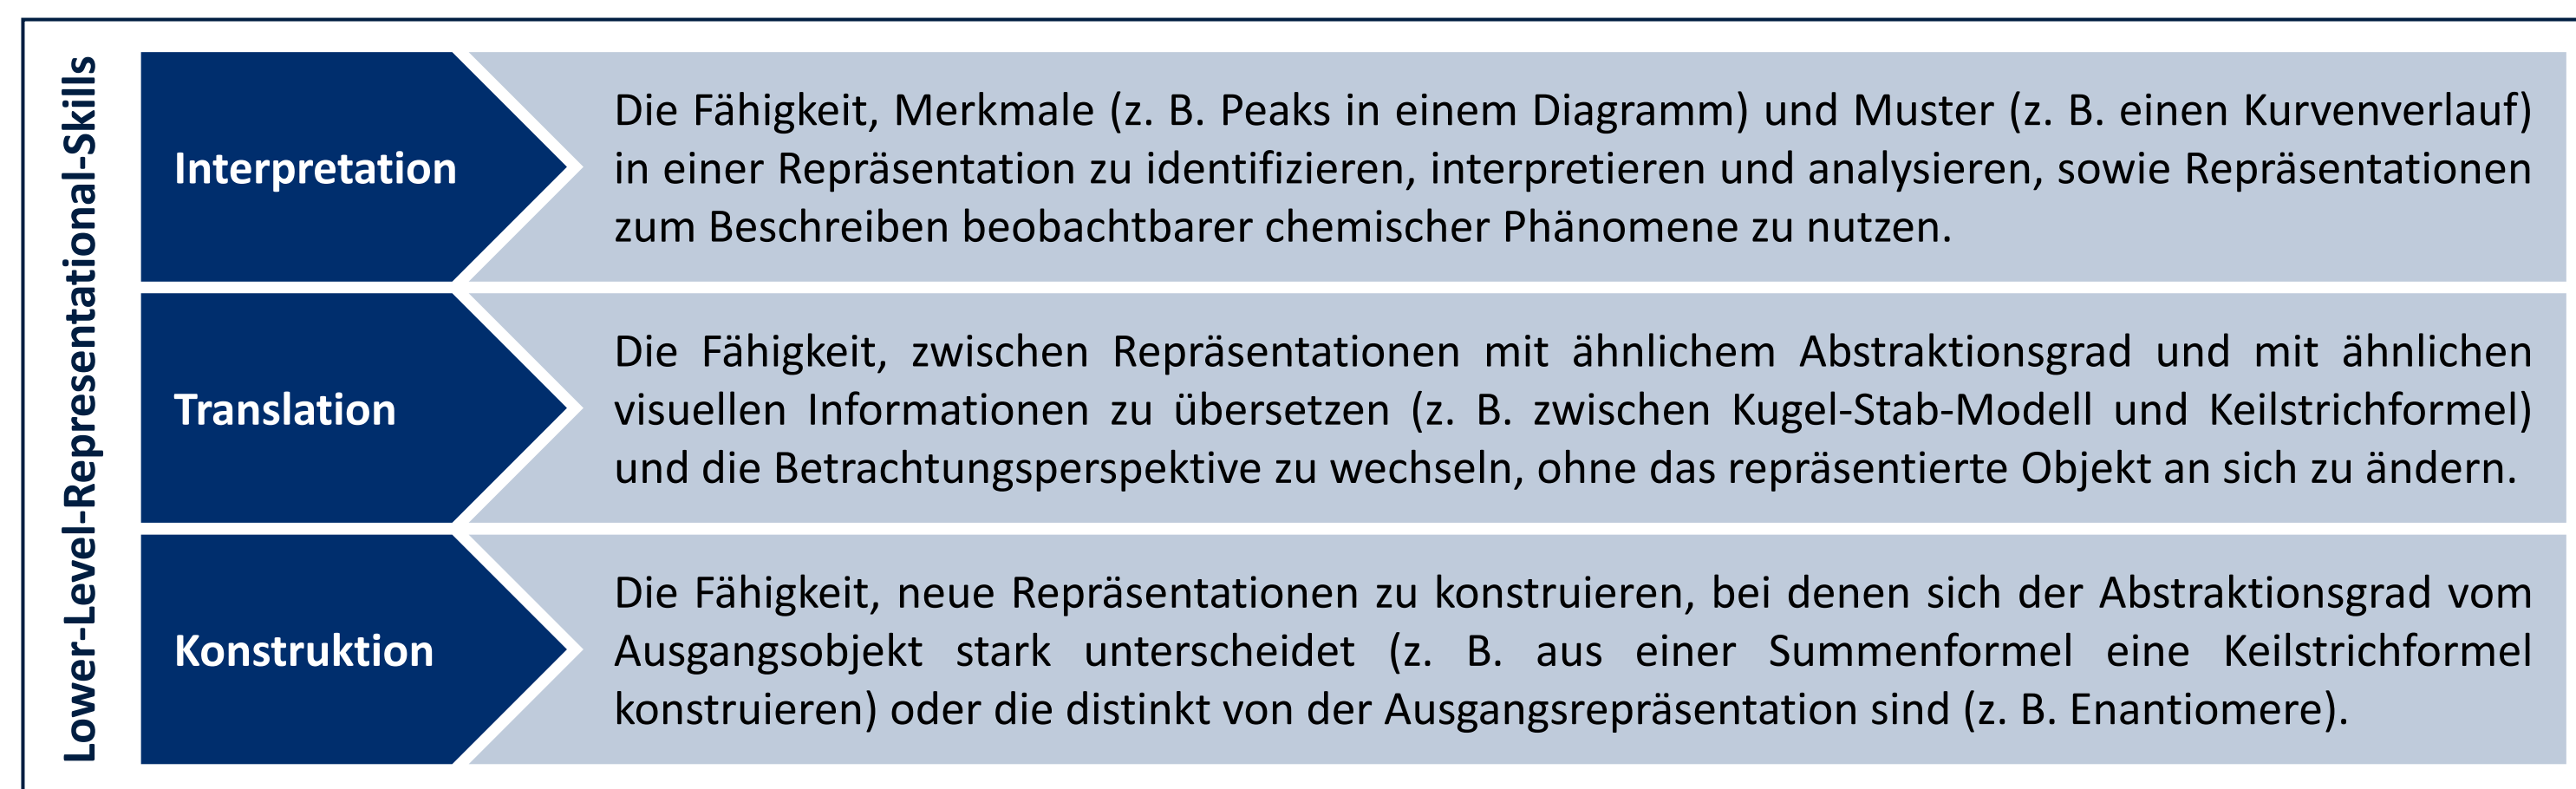 Lower-Level-Representational-Skills
Interpretation
Die Fähigkeit, Merkmale (z. B. Peaks in einem Diagramm) und Muster (z. B. einen Kurvenverlauf)
in einer Repräsentation zu identifizieren, interpretieren und analysieren, sowie Repräsentationen
zum Beschreiben beobachtbarer chemischer Phänomene zu nutzen.
Translation
Die Fähigkeit, zwischen Repräsentationen mit ähnlichem Abstraktionsgrad und mit ähnlichen
visuellen Informationen zu übersetzen (z. B. zwischen Kugel-Stab-Modell und Keilstrichformel)
und die Betrachtungsperspektive zu wechseln, ohne das repräsentierte Objekt an sich zu ändern.
Konstruktion
Die Fähigkeit, neue Repräsentationen zu konstruieren, bei denen sich der Abstraktionsgrad vom
Ausgangsobjekt stark unterscheidet (z. B. aus einer Summenformel eine Keilstrichformel
konstruieren) oder die distinkt von der Ausgangsrepräsentation sind (z. B. Enantiomere).